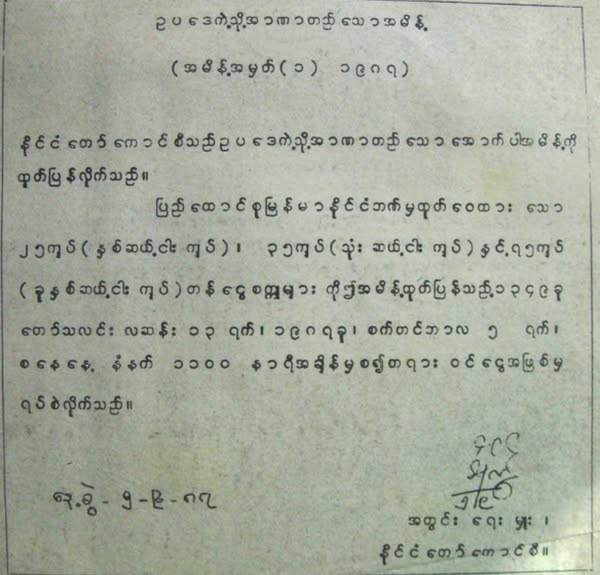 ဥပဒေကဲ့သို့အာဏာတည်သောအမိန့်
(အမိန့်အမှတ်(၁) ၁၉၈၇)
နိုင်ငံတော်ကောင်စီသည်ဥပဒေကဲ့သို့အာဏာတည်သောအောက်ပါအမိန့်ကို
ထုတ်ပြန်လိုက်သည်။
ပြည်ထောင်စုမြန်မာနိုင်ငံဘဏ်မှထုတ်ဝေထားသော
၂၅ကျပ်(နှစ်ဆယ့်ငါးကျပ်)၊ ၃၅ကျပ်(သုံးဆယ့်ငါးကျပ်)နှင့်၇၅ကျပ်
(ခုနှစ်ဆယ့်ငါးကျပ်)တန်ငွေစက္ကူများကိုဤအမိန့်ထုတ်ပြန်သည့်၁၃၄၉ခု
တော်သလင်းလဆန်း ၁၃ ရက်၊ ၁၉၈၇ခု၊ စက်တင်ဘာလ ၅ ရက်၊
စနေနေ့ နံနက် ၁၁၀၀ နာရီအချိန်မှစ၍တရားဝင်ငွေအဖြစ်မှ
ရပ်စဲလိုက်သည်။
နေ့စွဲ - ၅ - ၉ - ၈၇
အတွင်းရေးမှူး ၊
နိုင်ငံတော်ကောင်စီ။